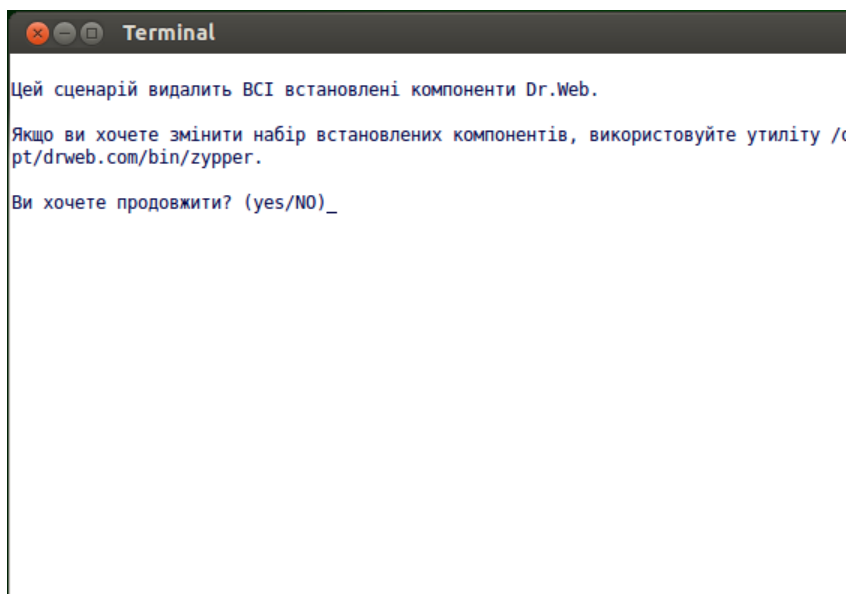 Terminal
Цей сценарій видалить ВСІ встановлені компоненти Dr.Web.
Якщо ви хочете змінити набір встановлених компонентів, використовуйте утиліту /o
pt/drweb.com/bin/zypper.
Ви хочете продовжити? (yes/NO)_